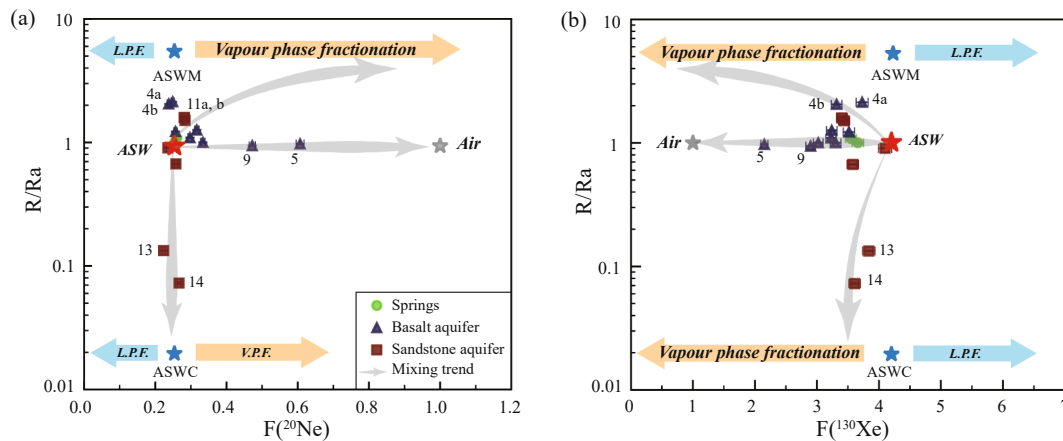 (a)
10
1
0.1
0.01
R/Ra
L.P.F.
Vapour phase fractionation
ASWM
4a
4b
11a, b
ASW
Air
9
5
13
14
Springs
Basalt aquifer
Sandstone aquifer
Mixing trend
L.P.F.
V.P.F.
ASWC
0.0 0.2 0.4 0.6 0.8 1.0 1.2
F(²⁰Ne)
(b)
10
1
0.1
0.01
R/Ra
Vapour phase fractionation
L.P.F.
ASWM
4b
4a
Air
ASW
5
9
13
14
Vapour phase fractionation
L.P.F.
ASWC
0 1 2 3 4 5 6 7
F(¹³⁰Xe)